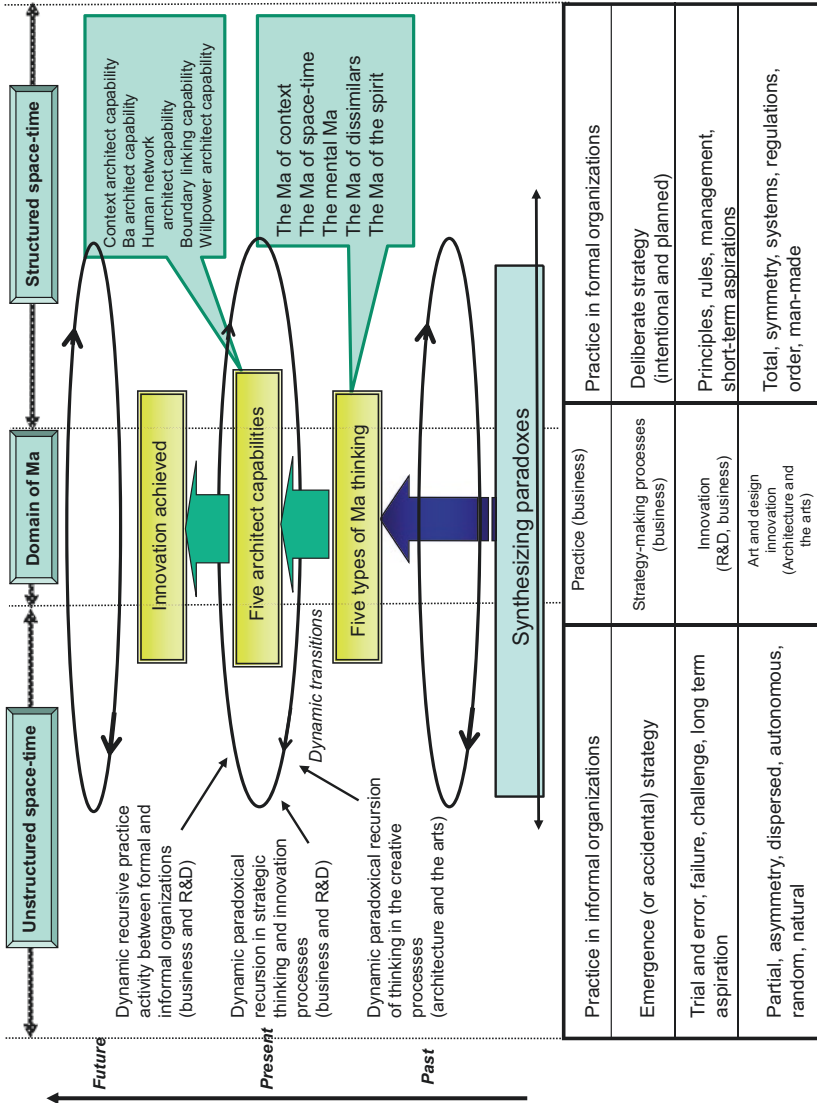 Unstructured space-time
Domain of Ma
Structured space-time
Future
Present
Past
Dynamic recursive practice
activity between formal and
informal organizations
(business and R&D)
Dynamic paradoxical
recursion in strategic
thinking and innovation
processes
(business and R&D)
Dynamic paradoxical recursion
of thinking in the creative
processes
(architecture and the arts)
Dynamic transitions
Innovation achieved
Five architect capabilities
Five types of Ma thinking
Context architect capability
Ba architect capability
Human network
architect capability
Boundary linking capability
Willpower architect capability
The Ma of context
The Ma of space-time
The mental Ma
The Ma of dissimilars
The Ma of the spirit
Synthesizing paradoxes
Practice in informal organizations
Practice (business)
Practice in formal organizations
Emergence (or accidental) strategy
Strategy-making processes
(business)
Deliberate strategy
(intentional and planned)
Trial and error, failure, challenge, long term
aspiration
Innovation
(R&D, business)
Principles, rules, management,
short-term aspirations
Partial, asymmetry, dispersed, autonomous,
random, natural
Art and design
innovation
(Architecture and
the arts)
Total, symmetry, systems, regulations,
order, man-made